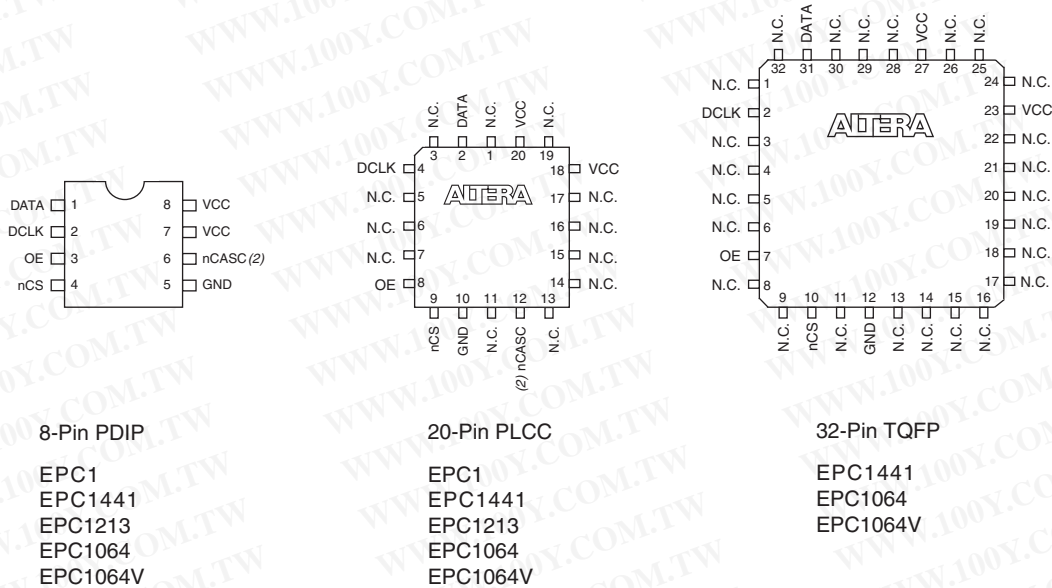 8-Pin PDIP
DATA 1
DCLK 2
OE 3
nCS 4
8 VCC
7 VCC
6 nCASC (2)
5 GND
EPC1
EPC1441
EPC1213
EPC1064
EPC1064V
20-Pin PLCC
N.C. DATA N.C. VCC N.C.
3 2 1 20 19
ALTERA
DCLK 4
N.C. 5
N.C. 6
N.C. 7
OE 8
18 VCC
17 N.C.
16 N.C.
15 N.C.
14 N.C.
9 10 11 12 13
nCS GND N.C. (2) nCASC N.C.
EPC1
EPC1441
EPC1213
EPC1064
EPC1064V
32-Pin TQFP
N.C. DATA N.C. N.C. N.C. VCC N.C. N.C.
32 31 30 29 28 27 26 25
ALTERA
N.C. 1
DCLK 2
N.C. 3
N.C. 4
N.C. 5
N.C. 6
OE 7
N.C. 8
24 N.C.
23 VCC
22 N.C.
21 N.C.
20 N.C.
19 N.C.
18 N.C.
17 N.C.
9 10 11 12 13 14 15 16
N.C. nCS N.C. GND N.C. N.C. N.C. N.C.
EPC1441
EPC1064
EPC1064V
WWW.100Y.COM.TW